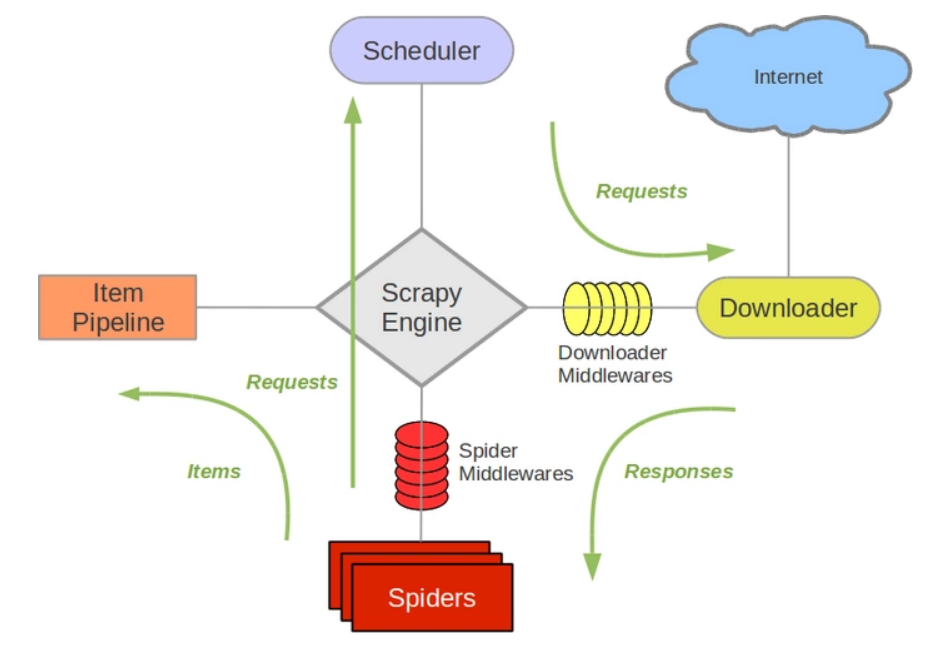 Scheduler
Internet
Requests
Item
Pipeline
Scrapy
Engine
Downloader
Downloader
Middlewares
Requests
Items
Spider
Middlewares
Responses
Spiders